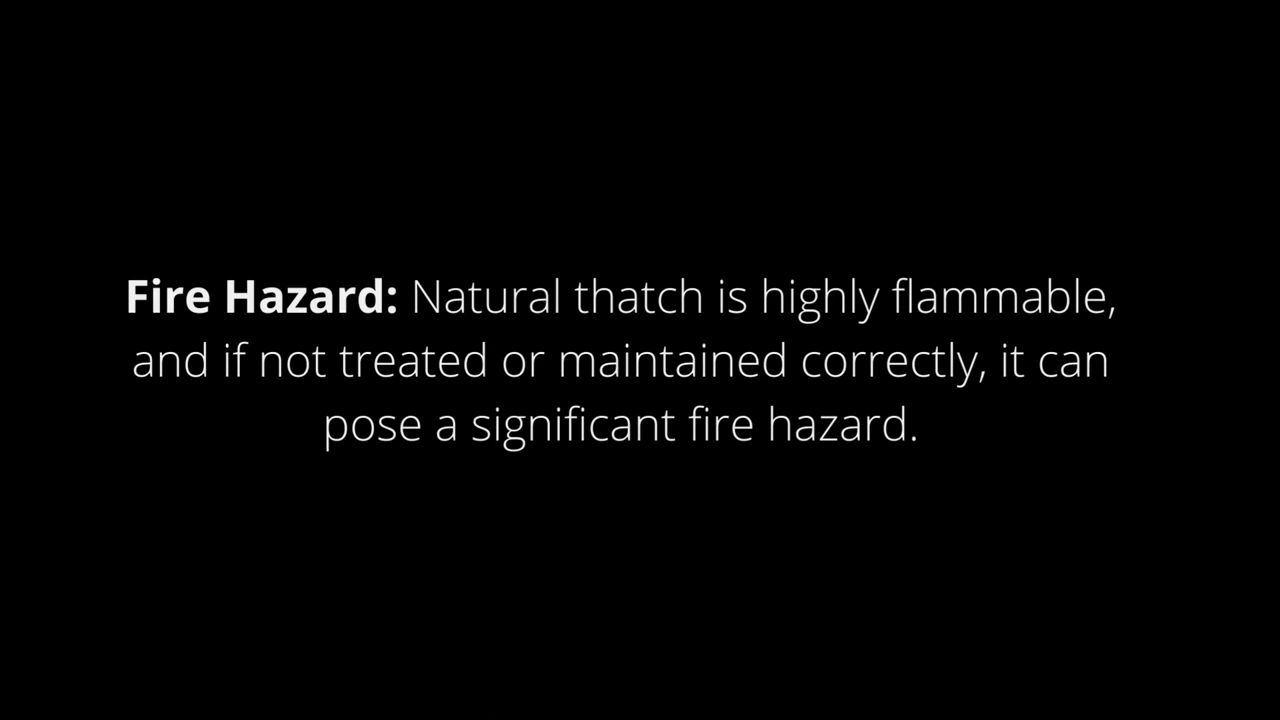 Fire Hazard: Natural thatch is highly flammable,
and if not treated or maintained correctly, it can
pose a significant fire hazard.